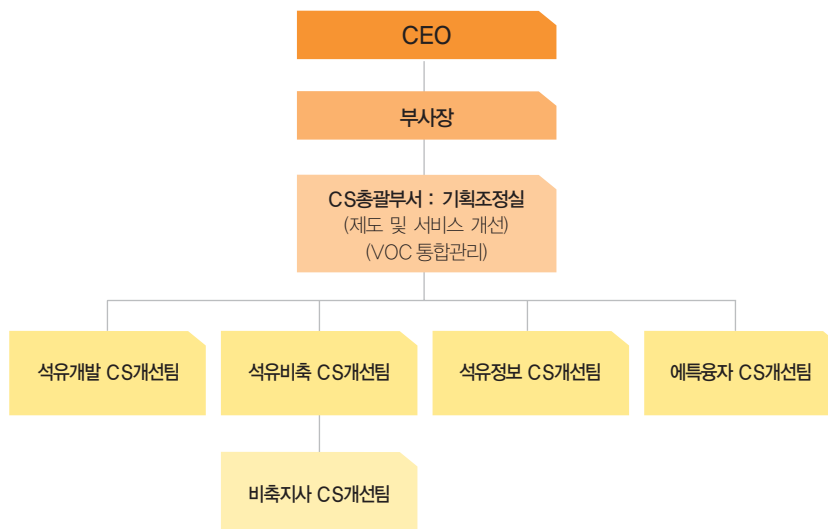 CEO
부사장
CS총괄부서 : 기획조정실
(제도 및 서비스 개선)
(VOC 통합관리)
석유개발 CS개선팀
석유비축 CS개선팀
석유정보 CS개선팀
에특융자 CS개선팀
비축지사 CS개선팀